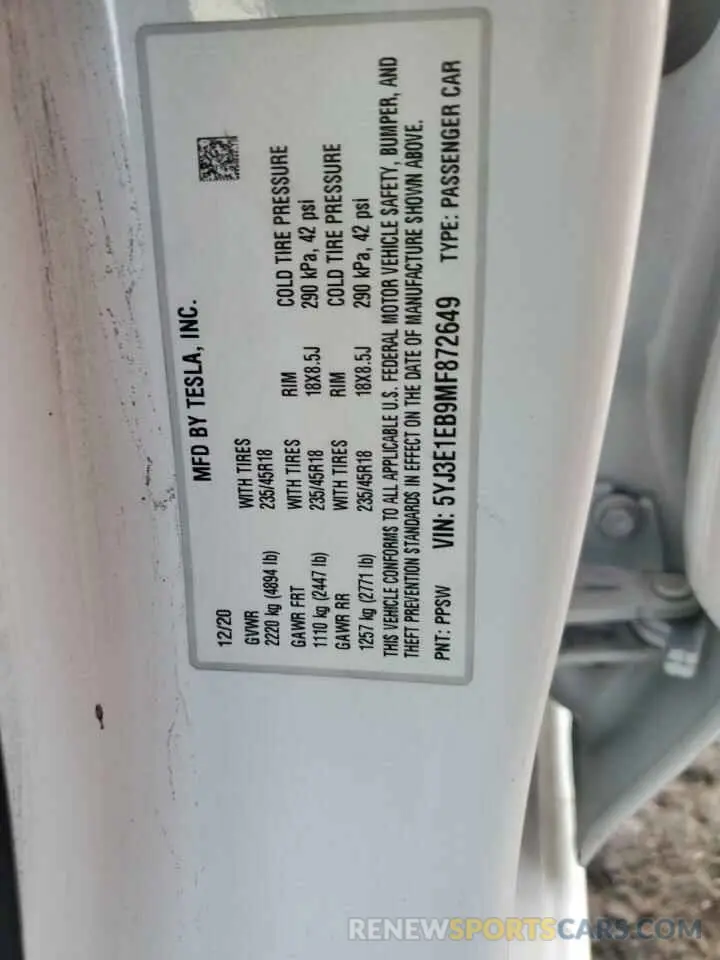 MFD BY TESLA, INC.
12/20
GVWR WITH TIRES
2220 kg (4894 lb) 235/45R18
GAWR FRT WITH TIRES RIM COLD TIRE PRESSURE
1110 kg (2447 lb) 235/45R18 18X8.5J 290 kPa, 42 psi
GAWR RR WITH TIRES RIM COLD TIRE PRESSURE
1257 kg (2771 lb) 235/45R18 18X8.5J 290 kPa, 42 psi
THIS VEHICLE CONFORMS TO ALL APPLICABLE U.S. FEDERAL MOTOR VEHICLE SAFETY, BUMPER, AND
THEFT PREVENTION STANDARDS IN EFFECT ON THE DATE OF MANUFACTURE SHOWN ABOVE.
PNT: PPSW VIN: 5YJ3E1EB9MF872649 TYPE: PASSENGER CAR
RENEWSPORTSCARS.COM